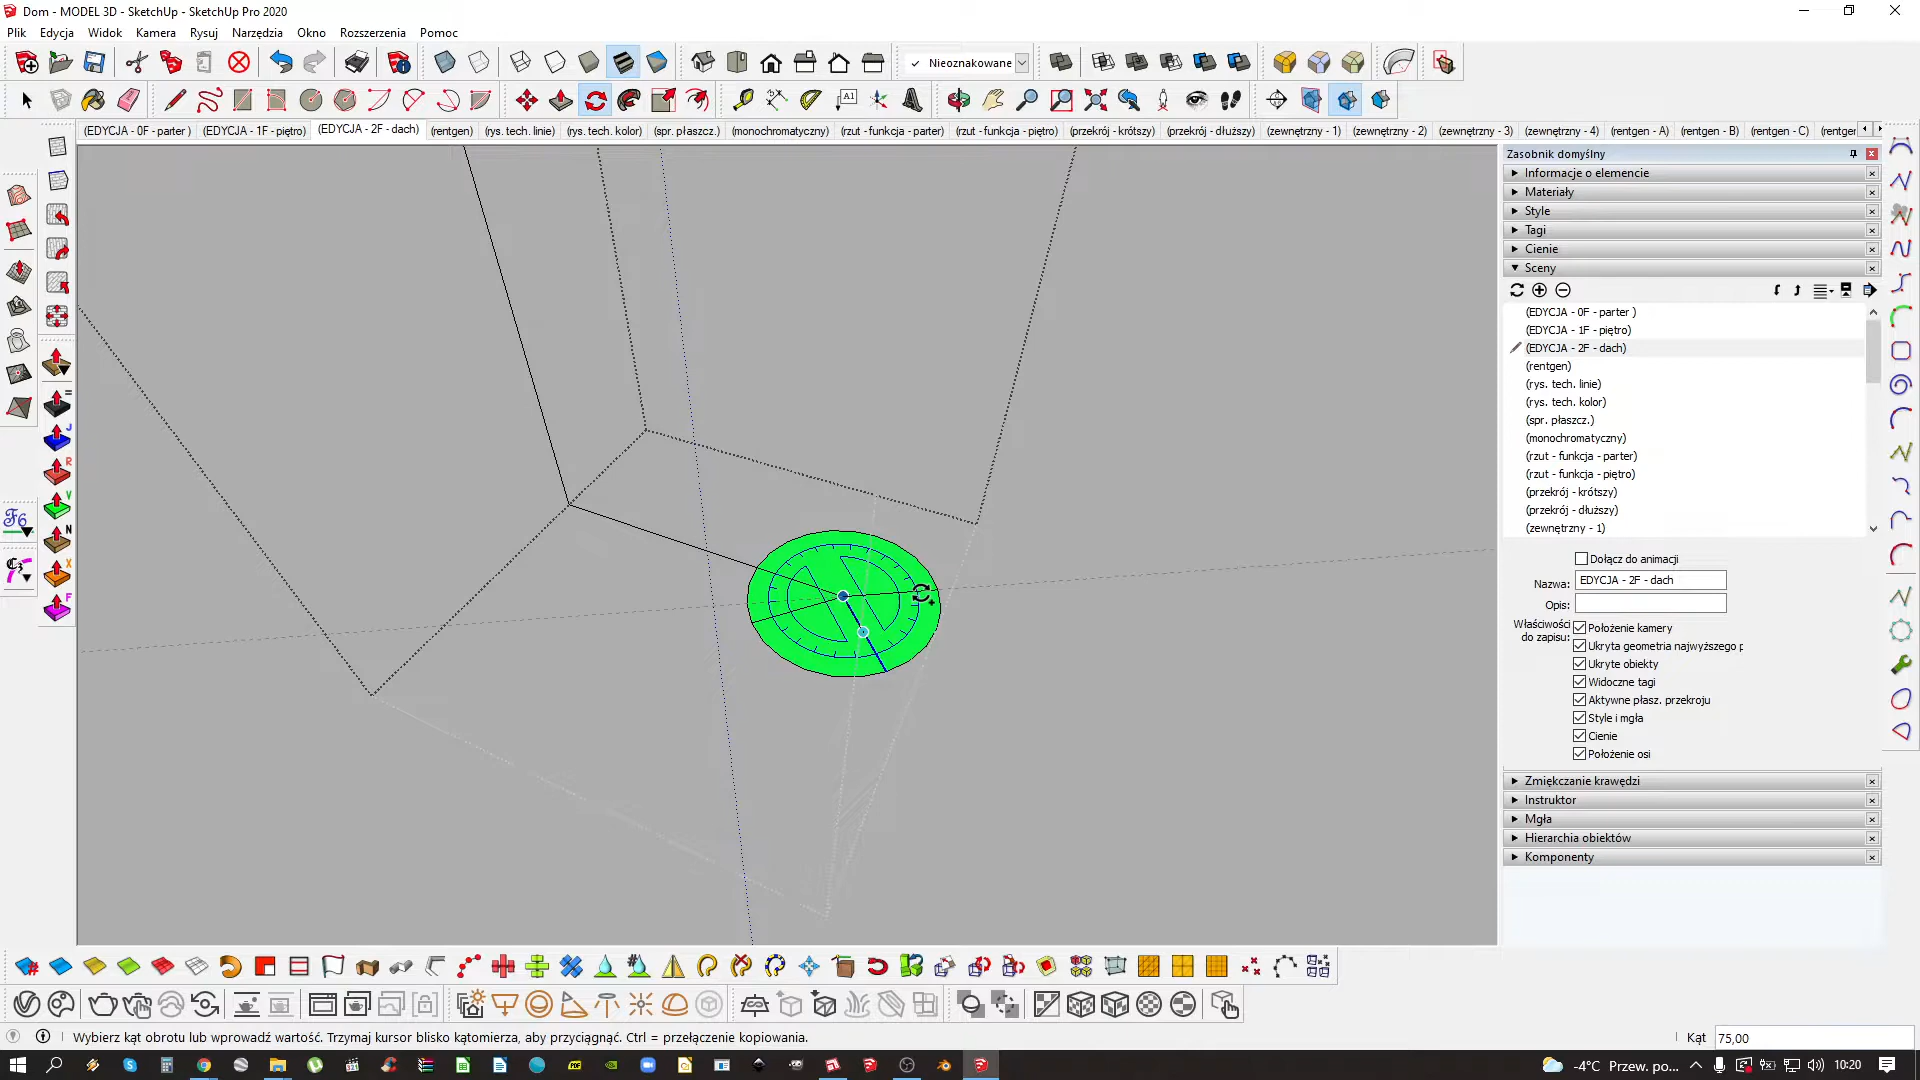 Dom - MODEL 3D - SketchUp - SketchUp Pro 2020
Plik Edycja Widok Kamera Rysuj Narzędzia Okno Rozszerzenia Pomoc
Nieoznakowane
A1
(EDYCJA - 0F - parter ) (EDYCJA - 1F - piętro) (EDYCJA - 2F - dach) (rentgen) (rys. tech. linie) (rys. tech. kolor) (spr. płaszcz.) (monochromatyczny) (rzut - funkcja - parter) (rzut - funkcja - piętro) (przekrój - krótszy) (przekrój - dłuższy) (zewnętrzny - 1) (zewnętrzny - 2) (zewnętrzny - 3) (zewnętrzny - 4) (rentgen - A) (rentgen - B) (rentgen - C) (rentger
Zasobnik domyślny
Informacje o elemencie
Materiały
Style
Tagi
Cienie
Sceny
(EDYCJA - 0F - parter )
(EDYCJA - 1F - piętro)
(EDYCJA - 2F - dach)
(rentgen)
(rys. tech. linie)
(rys. tech. kolor)
(spr. płaszcz.)
(monochromatyczny)
(rzut - funkcja - parter)
(rzut - funkcja - piętro)
(przekrój - krótszy)
(przekrój - dłuższy)
(zewnętrzny - 1)
Dołącz do animacji
Nazwa: EDYCJA - 2F - dach
Opis:
Właściwości do zapisu:
Położenie kamery
Ukryta geometria najwyższego p
Ukryte obiekty
Widoczne tagi
Aktywne płasz. przekroju
Style i mgła
Cienie
Położenie osi
Zmiękczanie krawędzi
Instruktor
Mgła
Hierarchia obiektów
Komponenty
J
R
V
N
X
F
Wybierz kąt obrotu lub wprowadź wartość. Trzymaj kursor blisko kątomierza, aby przyciągnąć. Ctrl = przełączenie kopiowania.
Kąt 75,00
-4°C Przew. po... 10:20